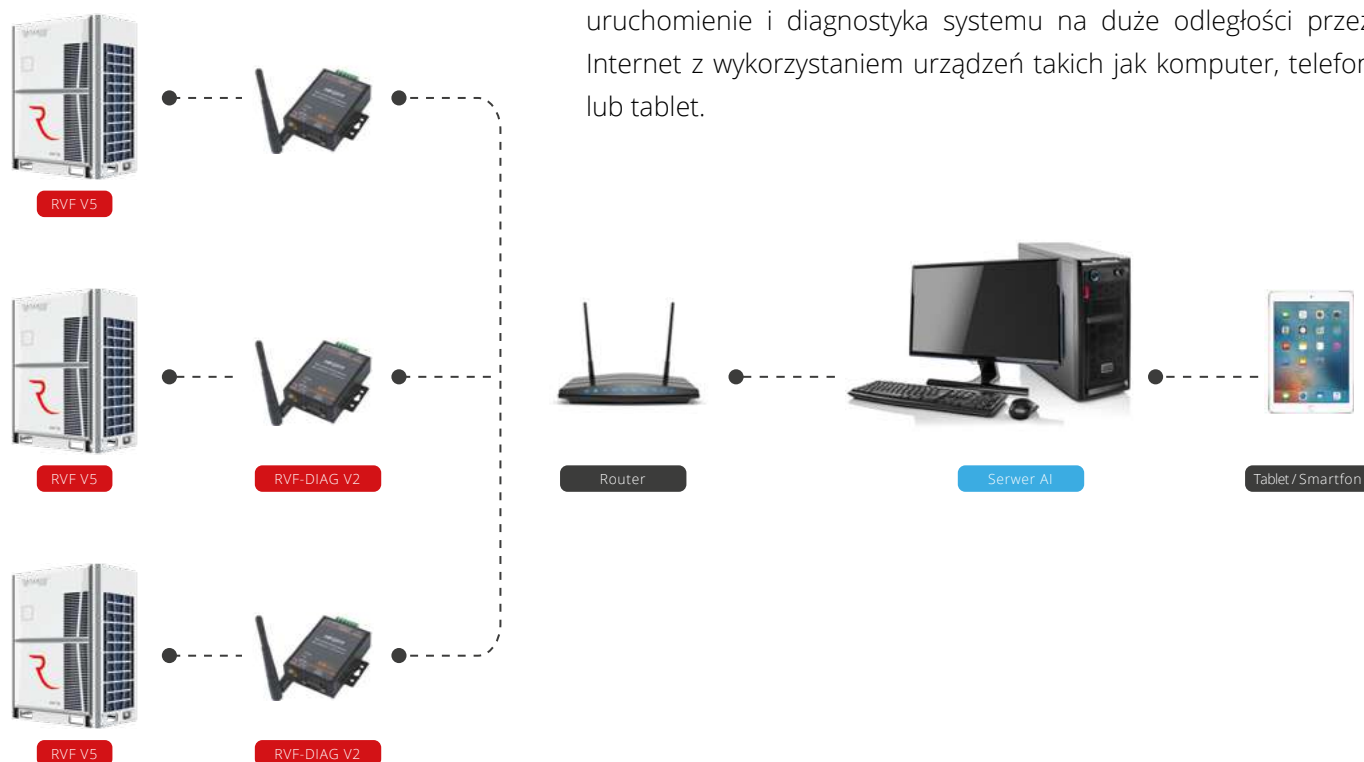 uruchomienie i diagnostyka systemu na duże odległości przez
Internet z wykorzystaniem urządzeń takich jak komputer, telefon
lub tablet.
RVF V5
RVF V5
RVF-DIAG V2
Router
Serwer AI
Tablet / Smartfon
RVF V5
RVF-DIAG V2